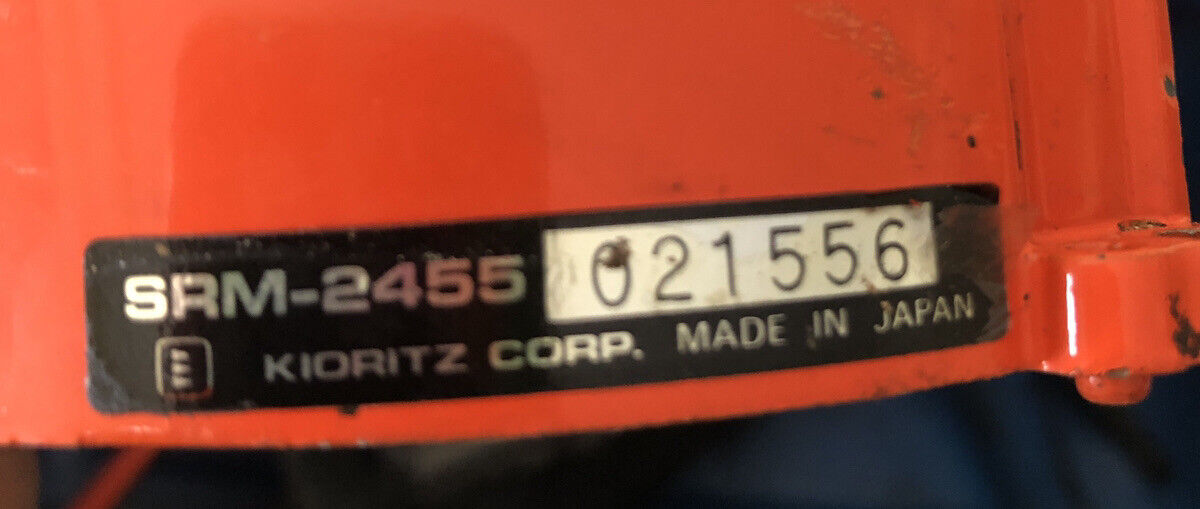 SRM-2455 021556
KIORITZ CORP. MADE IN JAPAN